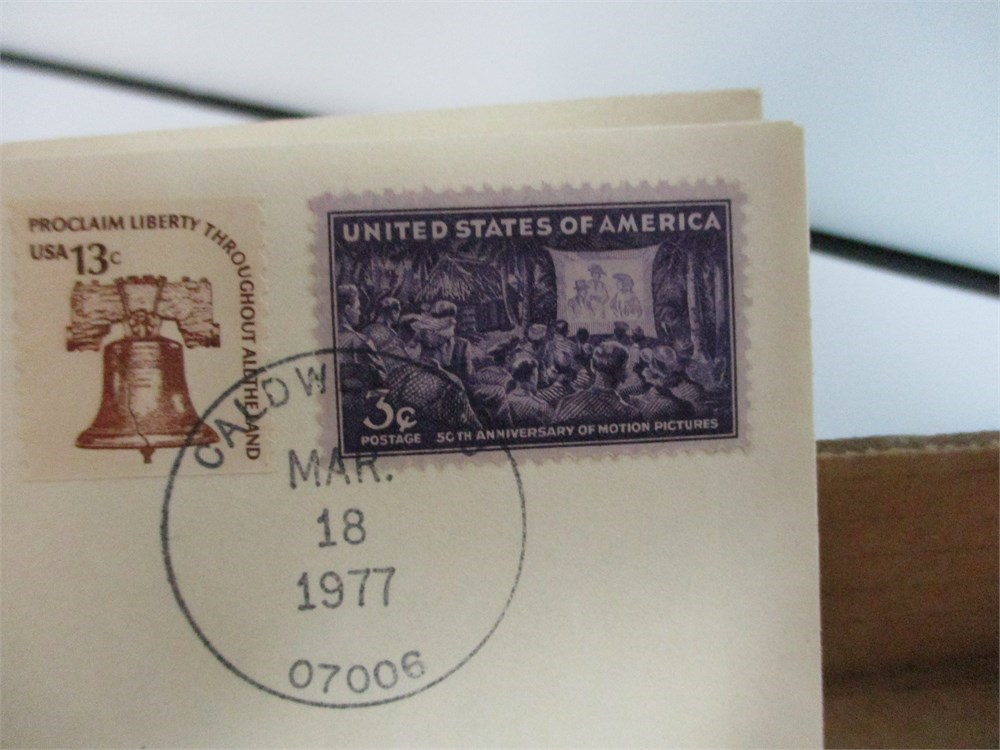 PROCLAIM LIBERTY THROUGHOUT ALL THE LAND
USA 13c
UNITED STATES OF AMERICA
3¢
POSTAGE 50TH ANNIVERSARY OF MOTION PICTURES
MAR.
18
1977
07006